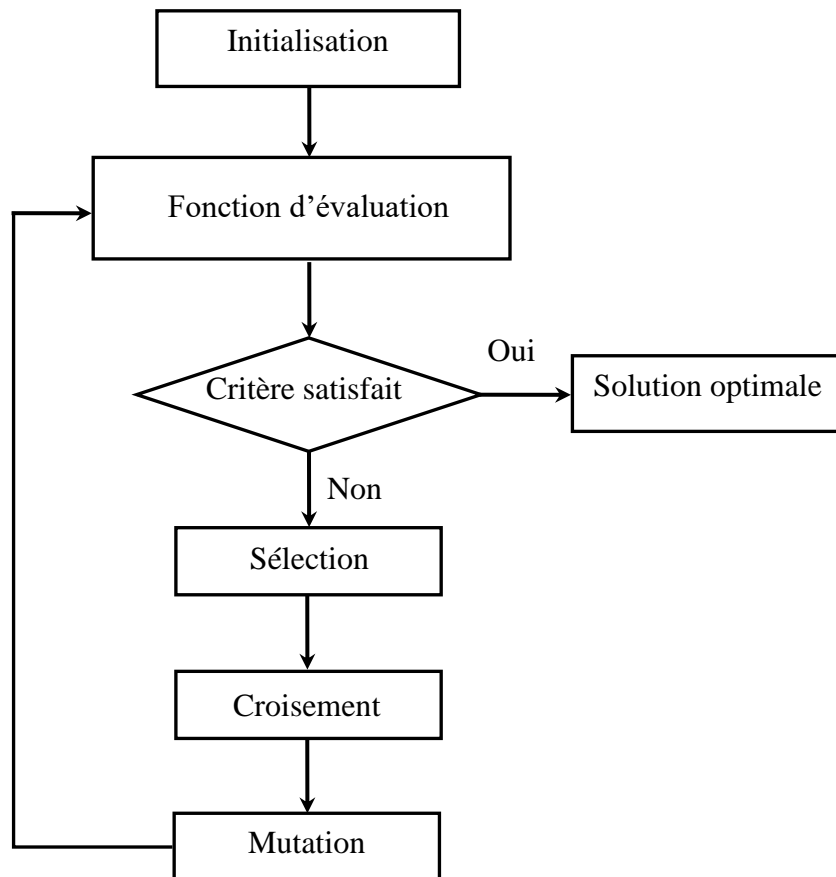 Initialisation
Fonction d'évaluation
Oui
Critère satisfait
Solution optimale
Non
Sélection
Croisement
Mutation